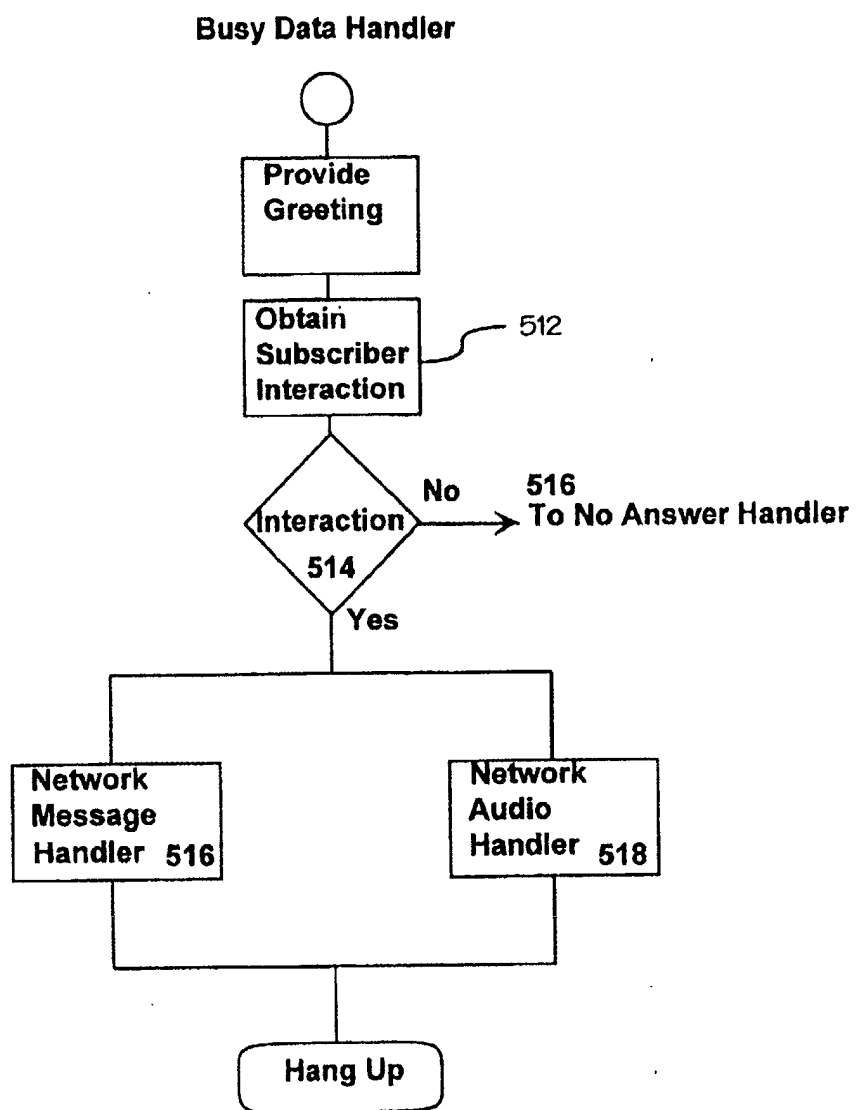 Busy Data Handler
Provide
Greeting
Obtain
Subscriber
Interaction
512
Interaction
514
No
516
To No Answer Handler
Yes
Network
Message
Handler 516
Network
Audio
Handler 518
Hang Up